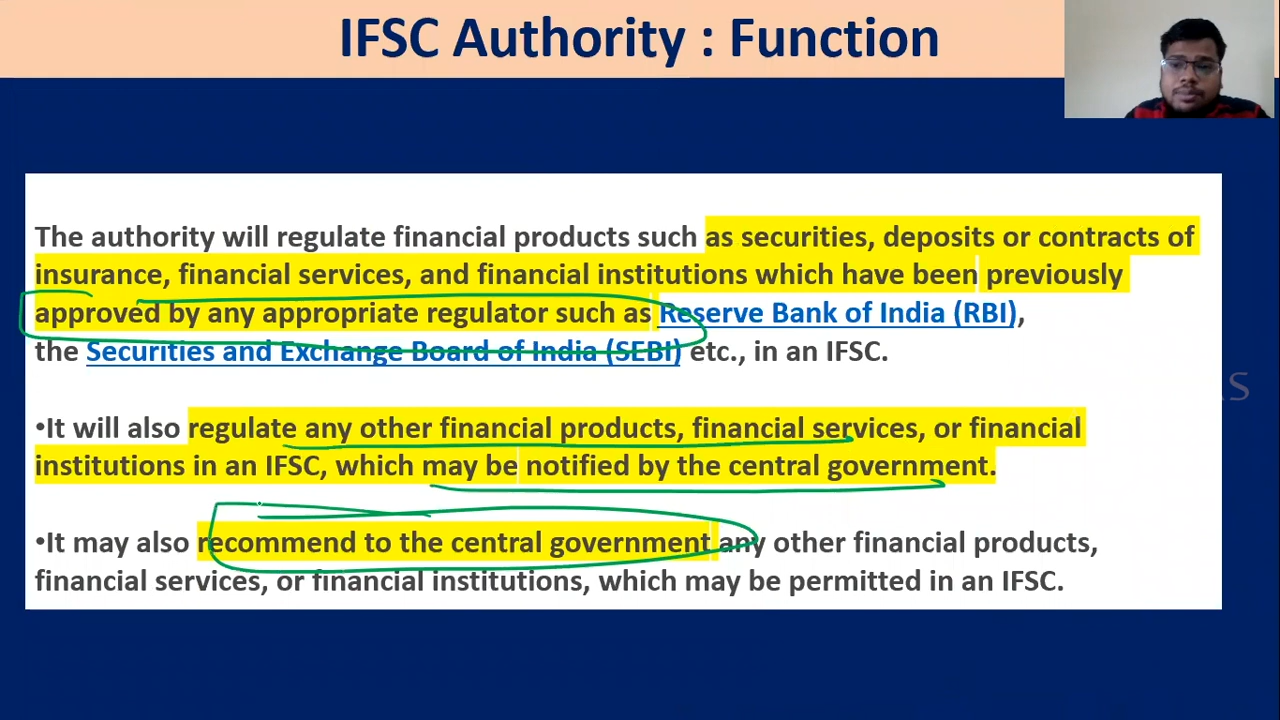 IFSC Authority : Function
The authority will regulate financial products such as securities, deposits or contracts of
insurance, financial services, and financial institutions which have been previously
approved by any appropriate regulator such as Reserve Bank of India (RBI),
the Securities and Exchange Board of India (SEBI) etc., in an IFSC.
•It will also regulate any other financial products, financial services, or financial
institutions in an IFSC, which may be notified by the central government.
•It may also recommend to the central government any other financial products,
financial services, or financial institutions, which may be permitted in an IFSC.